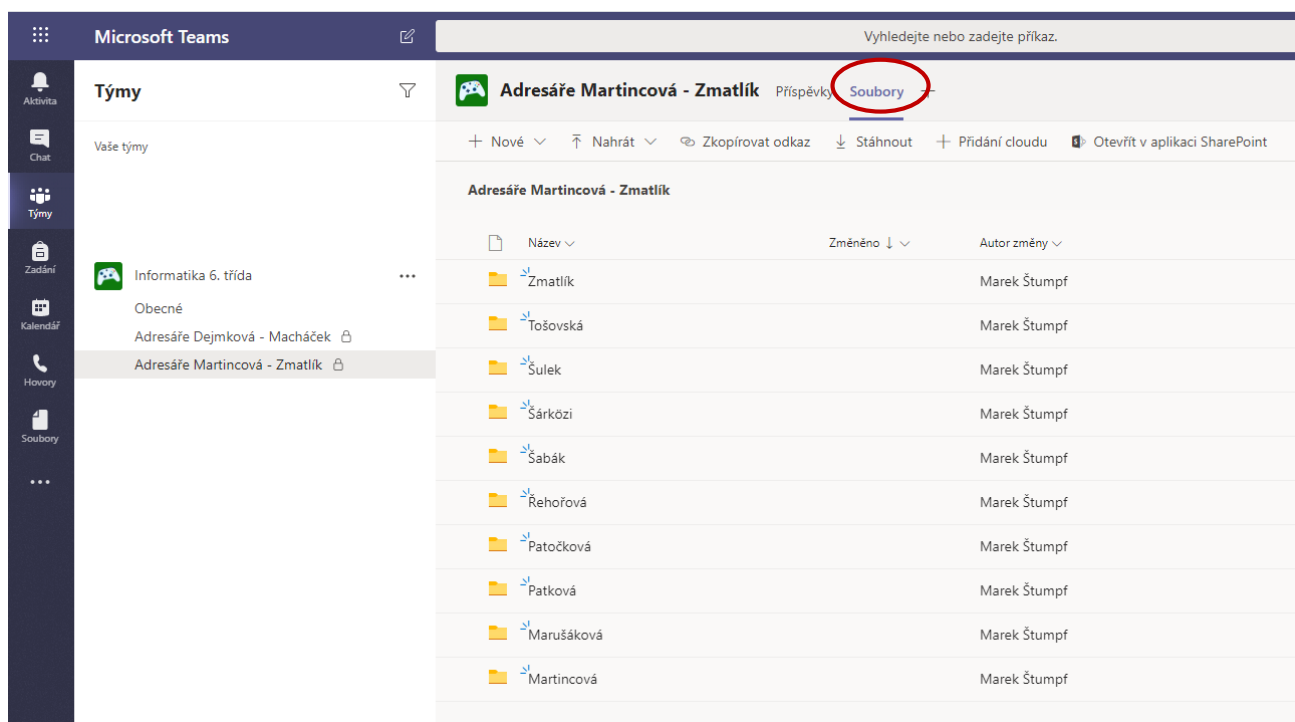 Microsoft Teams
Vyhledejte nebo zadejte příkaz.
Aktivita
Chat
Týmy
Zadání
Kalendář
Hovory
Soubory
Týmy
Vaše týmy
Informatika 6. třída
Obecné
Adresáře Dejmková - Macháček
Adresáře Martincová - Zmatlík
Adresáře Martincová - Zmatlík Příspěvky Soubory +
+ Nové Nahrát Zkopírovat odkaz Stáhnout + Přidání cloudu Otevřít v aplikaci SharePoint
Adresáře Martincová - Zmatlík
Název Změněno ↓ Autor změny
Zmatlík Marek Štumpf
Tošovská Marek Štumpf
Šulek Marek Štumpf
Šárközi Marek Štumpf
Šabák Marek Štumpf
Řehořová Marek Štumpf
Patočková Marek Štumpf
Patková Marek Štumpf
Marušáková Marek Štumpf
Martincová Marek Štumpf